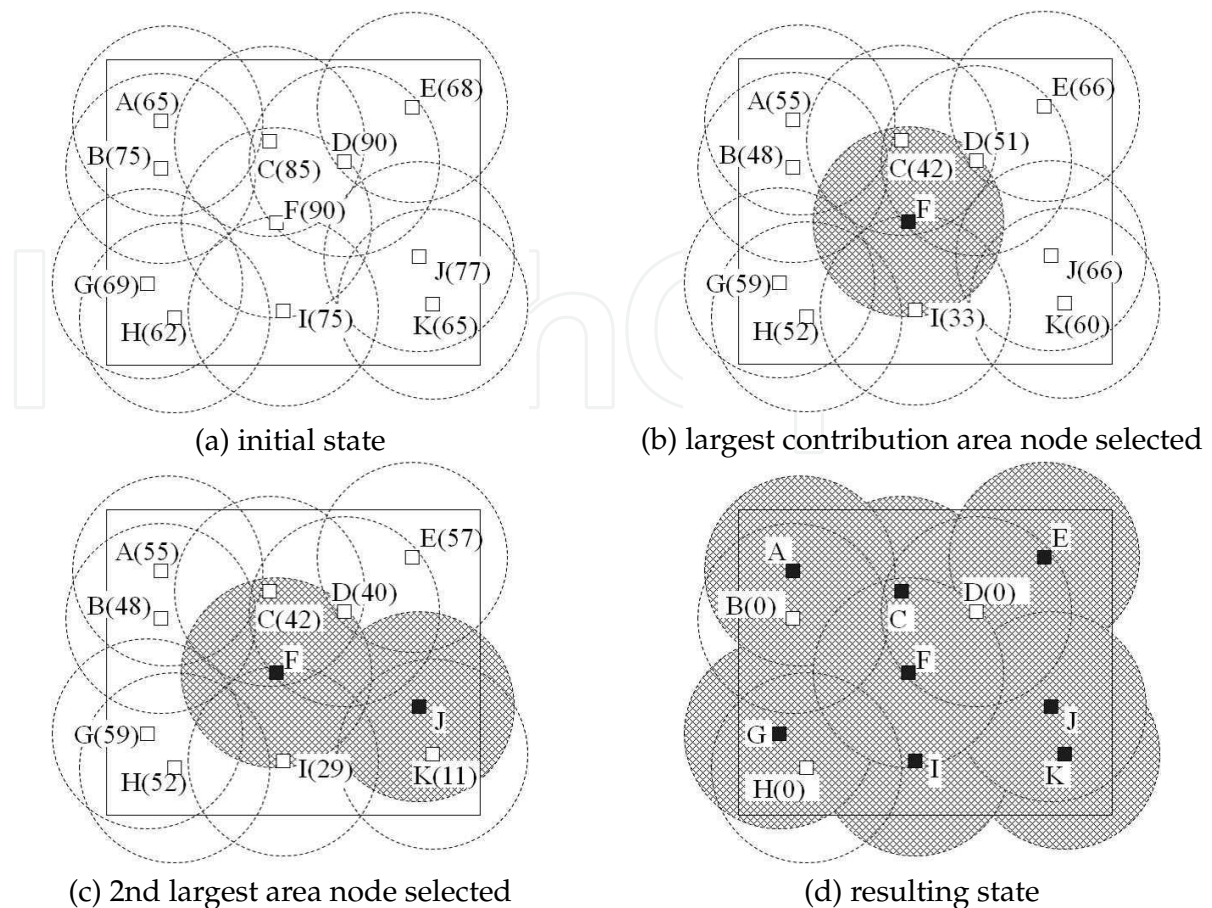 E(68)
A(65)
D(90)
B(75)
C(85)
F(90)
J(77)
G(69)
I(75)
K(65)
H(62)
(a) initial state
E(66)
A(55)
D(51)
B(48)
C(42)
F
J(66)
G(59)
I(33)
K(60)
H(52)
(b) largest contribution area node selected
E(57)
A(55)
D(40)
B(48)
C(42)
F
J
G(59)
I(29)
K(11)
H(52)
(c) 2nd largest area node selected
E
A
D(0)
B(0)
C
F
J
G
I
K
H(0)
(d) resulting state